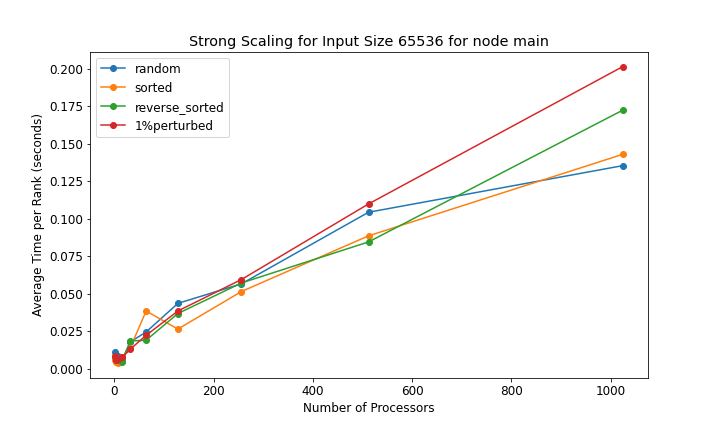 Strong Scaling for Input Size 65536 for node main
random
sorted
reverse_sorted
1%perturbed
Average Time per Rank (seconds)
0.200
0.175
0.150
0.125
0.100
0.075
0.050
0.025
0.000
0 200 400 600 800 1000
Number of Processors